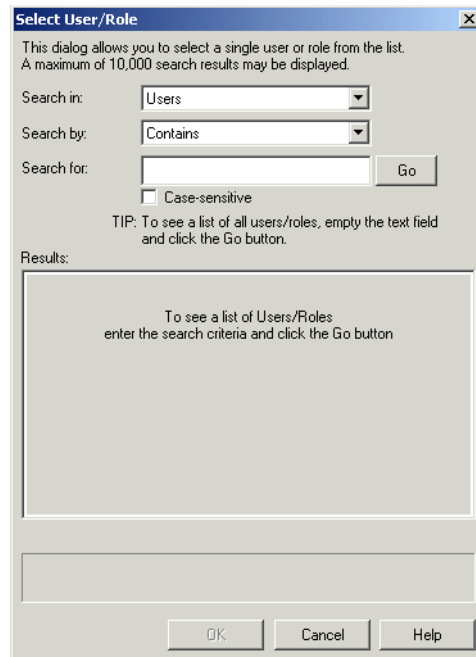 Select User/Role
This dialog allows you to select a single user or role from the list.
A maximum of 10,000 search results may be displayed.
Search in:
Users
Search by:
Contains
Search for:
Go
Case-sensitive
TIP: To see a list of all users/roles, empty the text field
and click the Go button.
Results:
To see a list of Users/Roles
enter the search criteria and click the Go button
OK
Cancel
Help